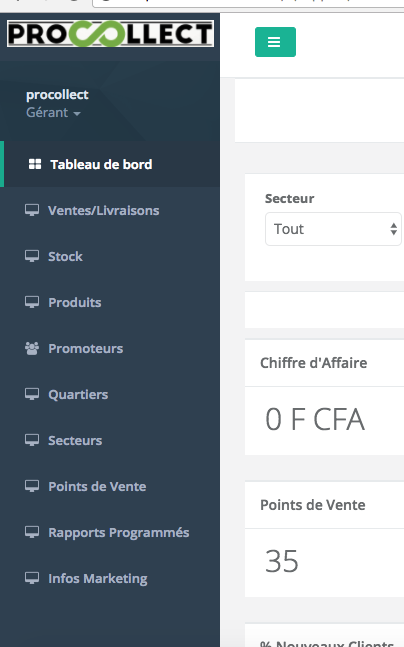 PROCOLLECT
procollect
Gérant
Tableau de bord
Ventes/Livraisons
Stock
Produits
Promoteurs
Quartiers
Secteurs
Points de Vente
Rapports Programmés
Infos Marketing
Secteur
Tout
Chiffre d'Affaire
0 F CFA
Points de Vente
35
% Nouveaux Clients